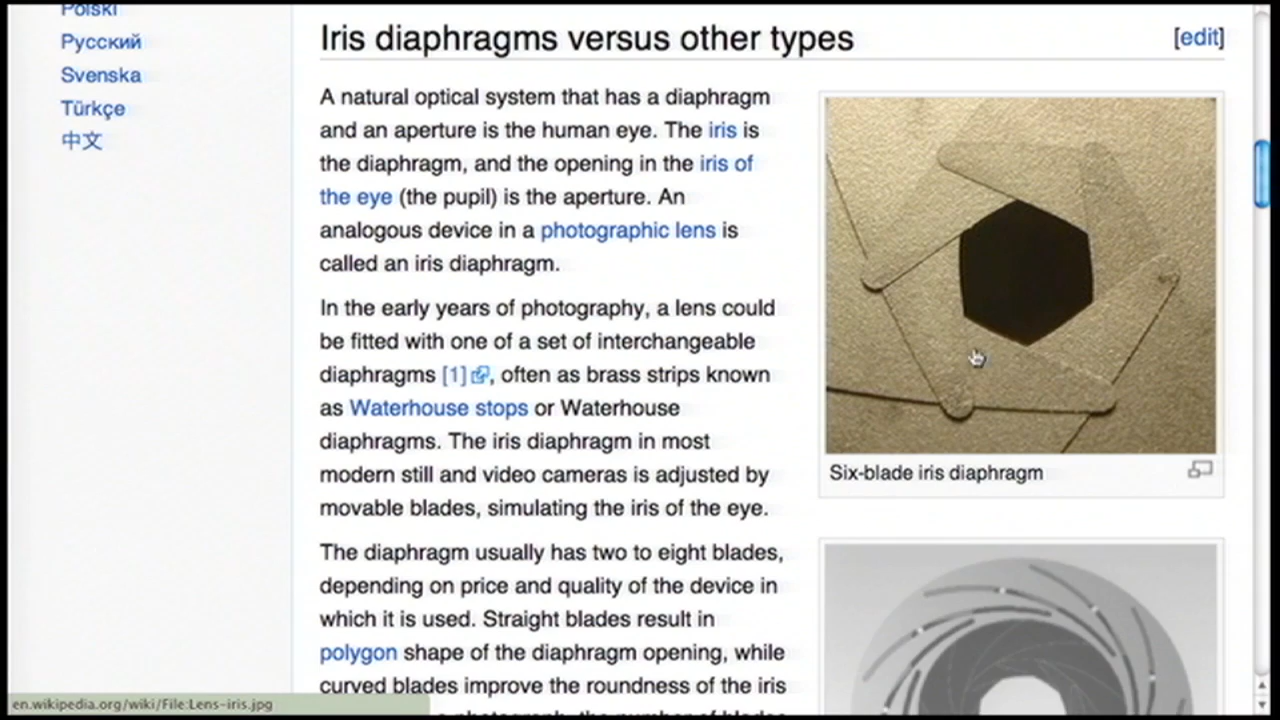 Polski
Русский
Svenska
Türkçe
中文
Iris diaphragms versus other types
[edit]
A natural optical system that has a diaphragm
and an aperture is the human eye. The iris is
the diaphragm, and the opening in the iris of
the eye (the pupil) is the aperture. An
analogous device in a photographic lens is
called an iris diaphragm.
In the early years of photography, a lens could
be fitted with one of a set of interchangeable
diaphragms [1], often as brass strips known
as Waterhouse stops or Waterhouse
diaphragms. The iris diaphragm in most
modern still and video cameras is adjusted by
movable blades, simulating the iris of the eye.
The diaphragm usually has two to eight blades,
depending on price and quality of the device in
which it is used. Straight blades result in
polygon shape of the diaphragm opening, while
curved blades improve the roundness of the iris
Six-blade iris diaphragm
en.wikipedia.org/wiki/File:Lens-iris.jpg